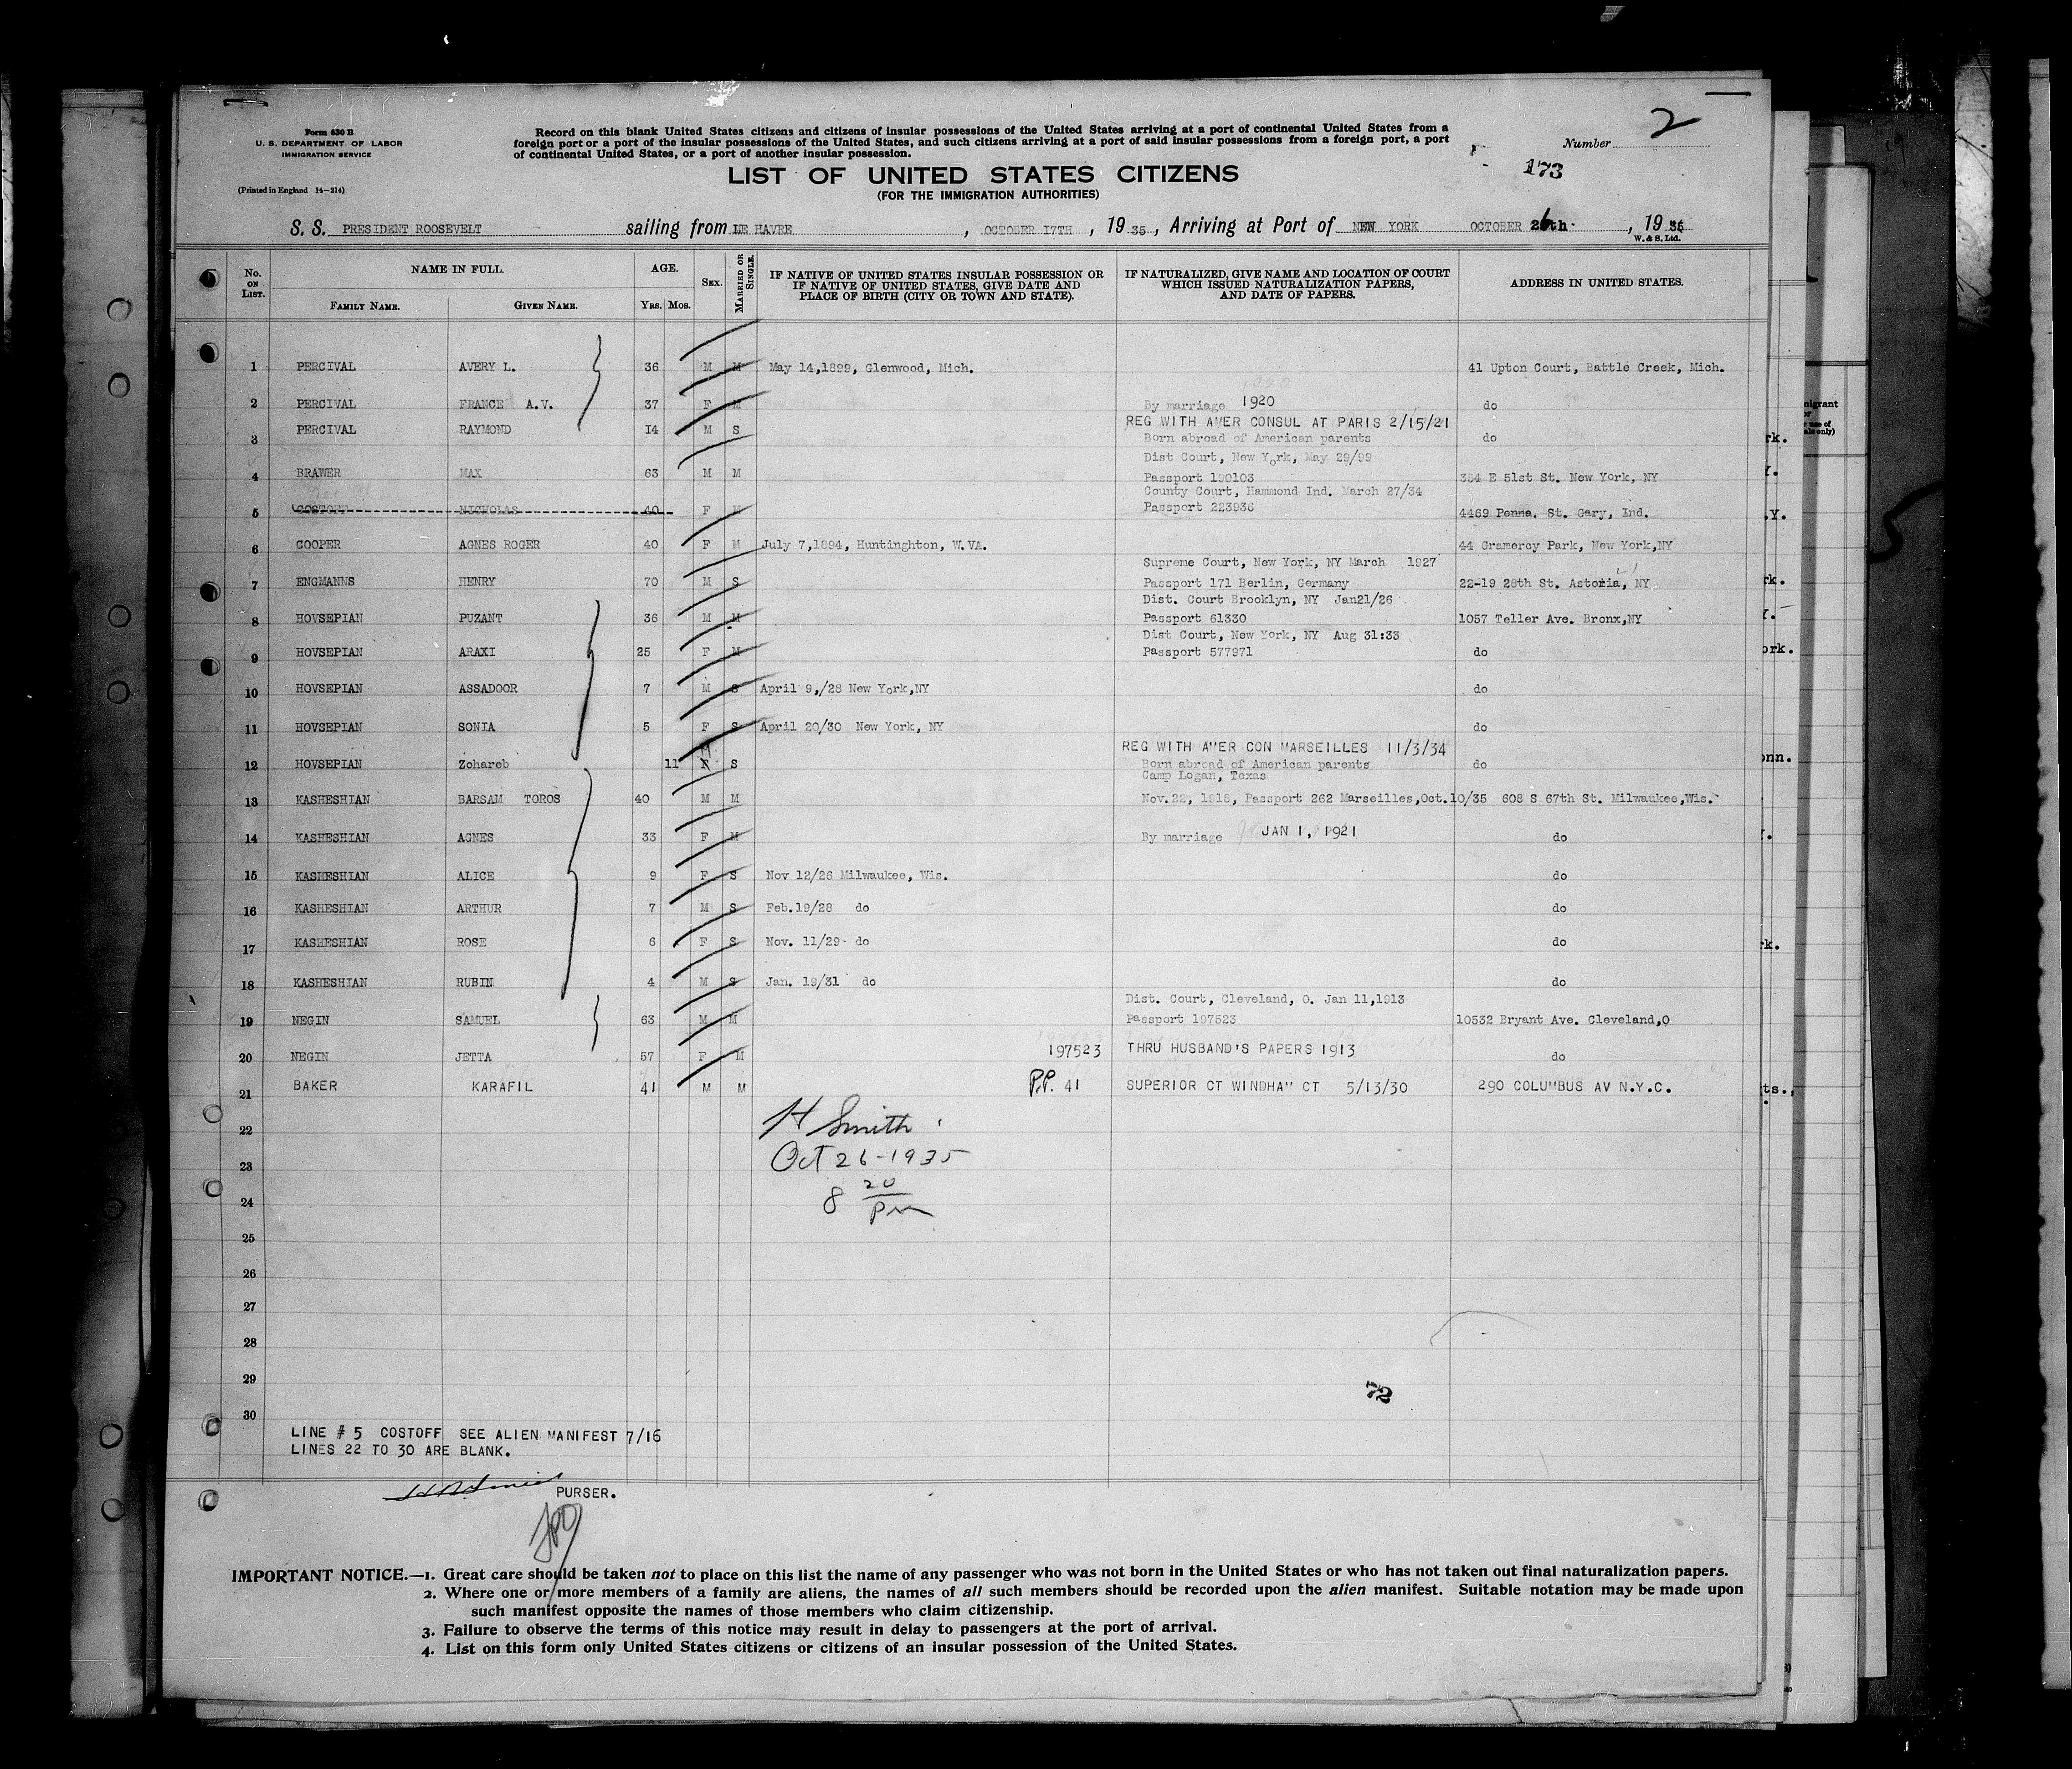 Form 630 B
U. S. DEPARTMENT OF LABOR
IMMIGRATION SERVICE
(Printed in England 14—214)
Record on this blank United States citizens and citizens of insular possessions of the United States arriving at a port of continental United States from a
foreign port or a port of the insular possessions of the United States, and such citizens arriving at a port of said insular possessions from a foreign port, a port
of continental United States, or a port of another insular possession.
Number 2
173
LIST OF UNITED STATES CITIZENS
(FOR THE IMMIGRATION AUTHORITIES)
S. S. PRESIDENT ROOSEVELT sailing from LE HAVRE, OCTOBER 17TH, 19 35, Arriving at Port of NEW YORK OCTOBER 26th, 19 35
W. & S. Ltd.
No. ON LIST. NAME IN FULL. AGE. SEX. MARRIED OR SINGLE. IF NATIVE OF UNITED STATES INSULAR POSSESSION OR IF NATIVE OF UNITED STATES, GIVE DATE AND PLACE OF BIRTH (CITY OR TOWN AND STATE). IF NATURALIZED, GIVE NAME AND LOCATION OF COURT WHICH ISSUED NATURALIZATION PAPERS, AND DATE OF PAPERS. ADDRESS IN UNITED STATES.
FAMILY NAME. GIVEN NAME. YRS. MOS.
1 PERCIVAL AVERY L. 36 M M May 14,1899, Glenwood, Mich. 41 Upton Court, Battle Creek, Mich.
2 PERCIVAL FRANCE A.V. 37 F M By marriage 1920 do
REG WITH AMER CONSUL AT PARIS 2/15/21
3 PERCIVAL RAYMOND 14 M S Born abroad of American parents do
Dist Court, New York, May 29/99
4 BRAWER MAX 63 M M Passport 190103 354 E 51st St. New York, NY
County Court, Hammond Ind. March 27/34
5 COSTOFF NICHOLAS 40 F M Passport 223936 4469 Penna. St. Gary, Ind.
6 COOPER AGNES ROGER 40 F M July 7,1894, Huntinghton, W.VA. 44 Gramercy Park, New York,NY
Supreme Court, New York, NY March 1927
7 ENGMANNS HENRY 70 M S Passport 171 Berlin, Germany 22-19 28th St. Astoria, NY
Dist. Court Brooklyn, NY Jan21/26
8 HOVSEPIAN PUZANT 36 M M Passport 61330 1057 Teller Ave. Bronx,NY
Dist Court, New York, NY Aug 31:33
9 HOVSEPIAN ARAXI 25 F M Passport 577971 do
10 HOVSEPIAN ASSADOOR 7 M S April 9,/28 New York,NY do
11 HOVSEPIAN SONIA 5 F S April 20/30 New York, NY do
REG WITH AMER CON MARSEILLES 11/3/34
12 HOVSEPIAN Zohareb 11 M S Born abroad of American parents do
Camp Logan, Texas
13 KASHESHIAN BARSAM TOROS 40 M M Nov.22, 1918, Passport 262 Marseilles,Oct.10/35 608 S 67th St. Milwaukee,Wis.
14 KASHESHIAN AGNES 33 F M By marriage JAN 1, 1921 do
15 KASHESHIAN ALICE 9 F S Nov 12/26 Milwaukee, Wis. do
16 KASHESHIAN ARTHUR 7 M S Feb.19/28 do do
17 KASHESHIAN ROSE 6 F S Nov. 11/29- do do
18 KASHESHIAN RUBIN 4 M S Jan. 19/31 do do
Dist. Court, Cleveland, O. Jan 11,1913
19 NEGIN SAMUEL 63 M M Passport 197523 10532 Bryant Ave. Cleveland,O
20 NEGIN JETTA 57 F M 197523 THRU HUSBAND'S PAPERS 1913 do
21 BAKER KARAFIL 41 M M P.P. 41 SUPERIOR CT WINDHAM CT 5/13/30 290 COLUMBUS AV N.Y.C.
22 H Smith
23 Oct 26-1935
24 8 20/PM
25
26
27
28
29
72
30
LINE # 5 COSTOFF SEE ALIEN MANIFEST 7/16
LINES 22 TO 30 ARE BLANK.
PURSER.
IMPORTANT NOTICE.—1. Great care should be taken not to place on this list the name of any passenger who was not born in the United States or who has not taken out final naturalization papers.
2. Where one or more members of a family are aliens, the names of all such members should be recorded upon the alien manifest. Suitable notation may be made upon
such manifest opposite the names of those members who claim citizenship.
3. Failure to observe the terms of this notice may result in delay to passengers at the port of arrival.
4. List on this form only United States citizens or citizens of an insular possession of the United States.